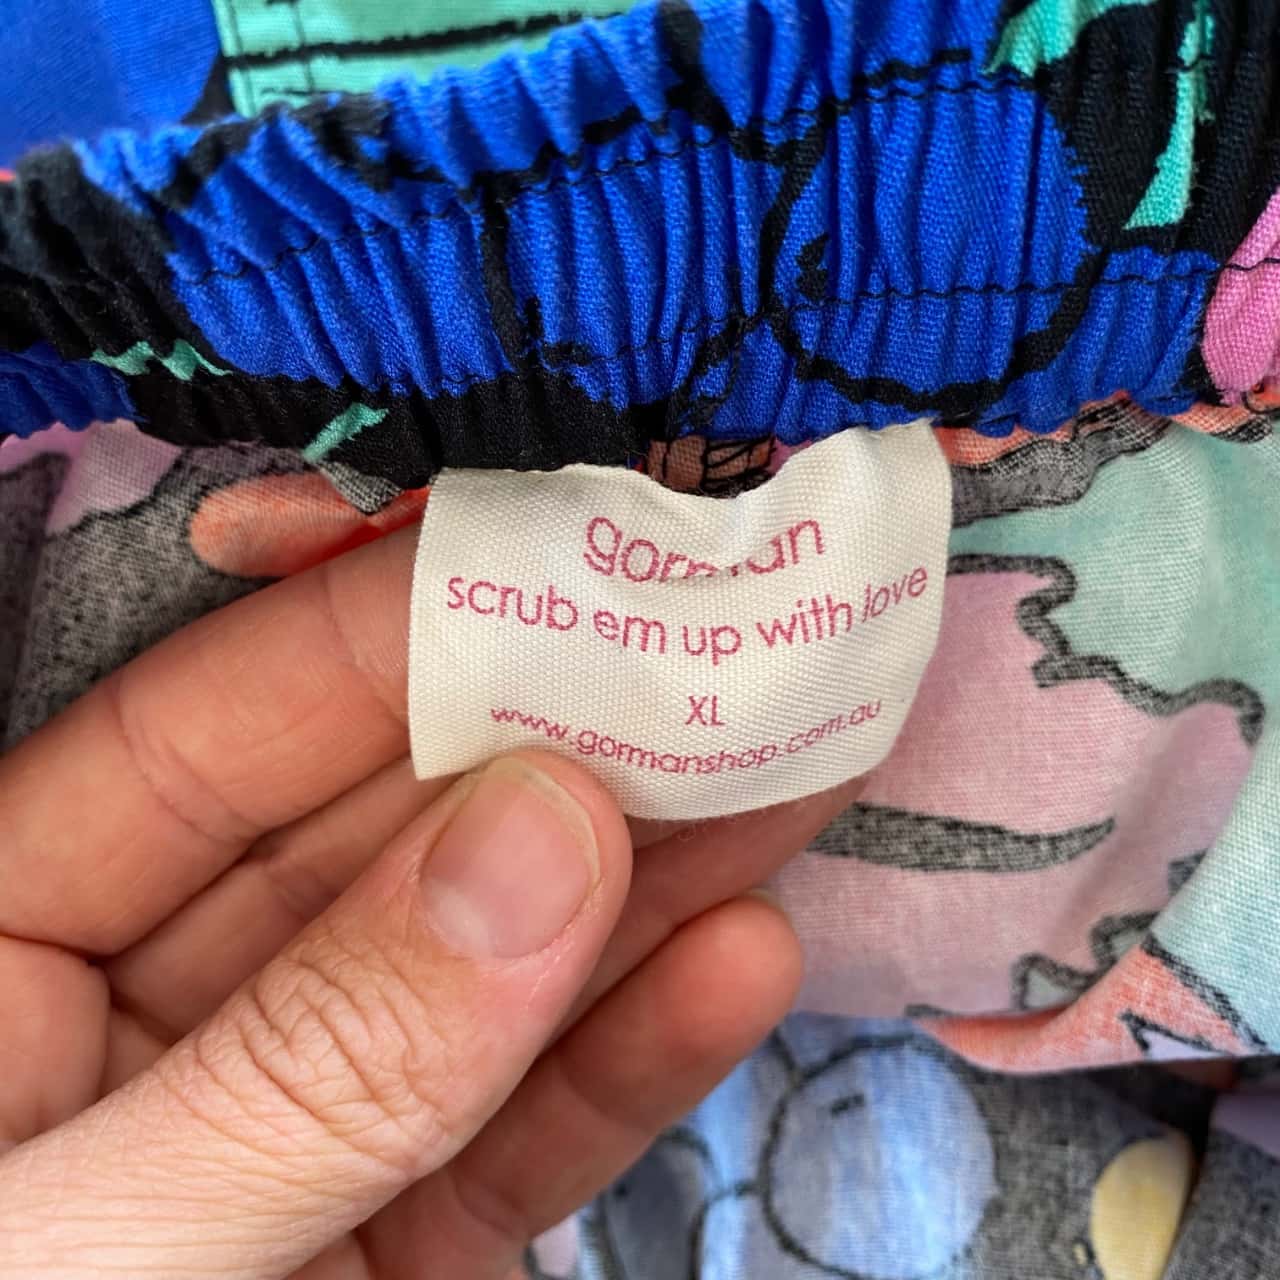 gorman
scrub em up with love
XL
www.gormanshop.com.au